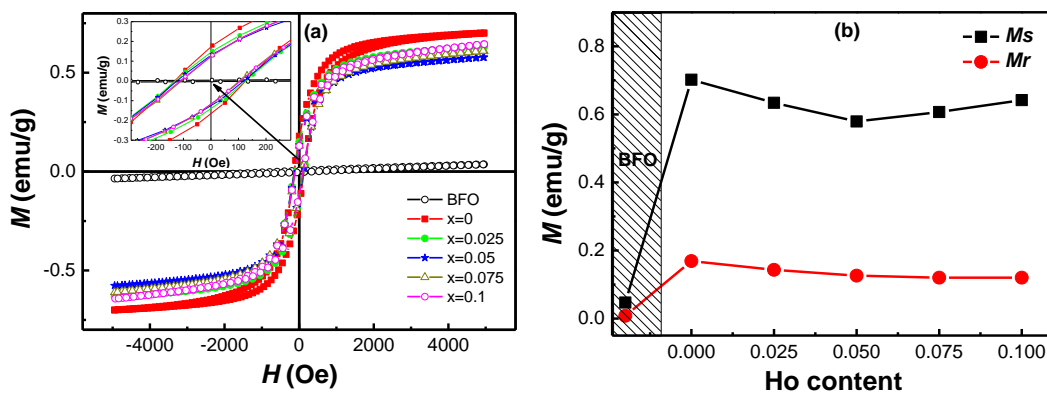 (a)
M (emu/g)
0.5
0.0
-0.5
-4000 -2000 0 2000 4000
H (Oe)
M (emu/g)
0.3
0.2
0.1
0.0
-0.1
-0.2
-0.3
-200 0 200
H (Oe)
BFO
x=0
x=0.025
x=0.05
x=0.075
x=0.1
(b)
Ms
Mr
M (emu/g)
0.8
0.6
0.4
0.2
0.0
BFO
0.000 0.025 0.050 0.075 0.100
Ho content